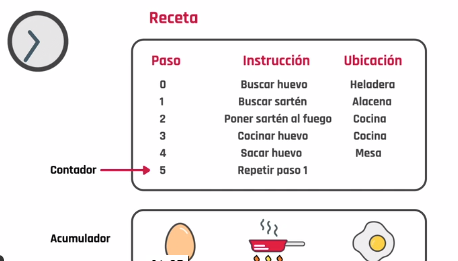 Receta
Paso Instrucción Ubicación
0 Buscar huevo Heladera
1 Buscar sartén Alacena
2 Poner sartén al fuego Cocina
3 Cocinar huevo Cocina
4 Sacar huevo Mesa
Contador 5 Repetir paso 1
Acumulador